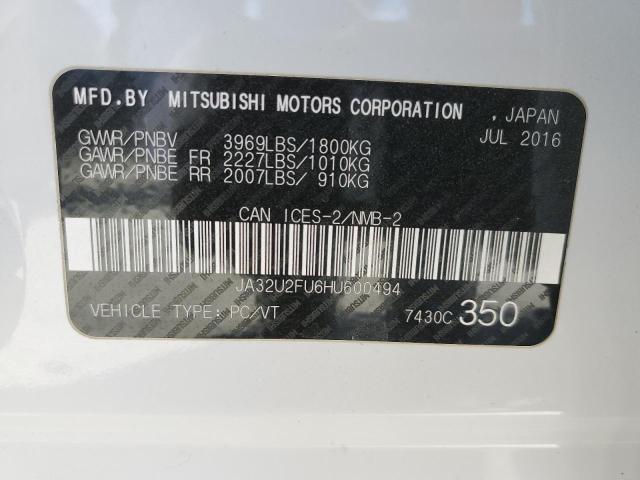 MFD.BY MITSUBISHI MOTORS CORPORATION , JAPAN
JUL 2016
GWVR/PNBV 3969LBS/1800KG
GAWR/PNBE FR 2227LBS/1010KG
GAWR/PNBE RR 2007LBS/ 910KG
CAN ICES-2/NMB-2
JA32U2FU6HU600494
VEHICLE TYPE: PC/VT 7430C 350